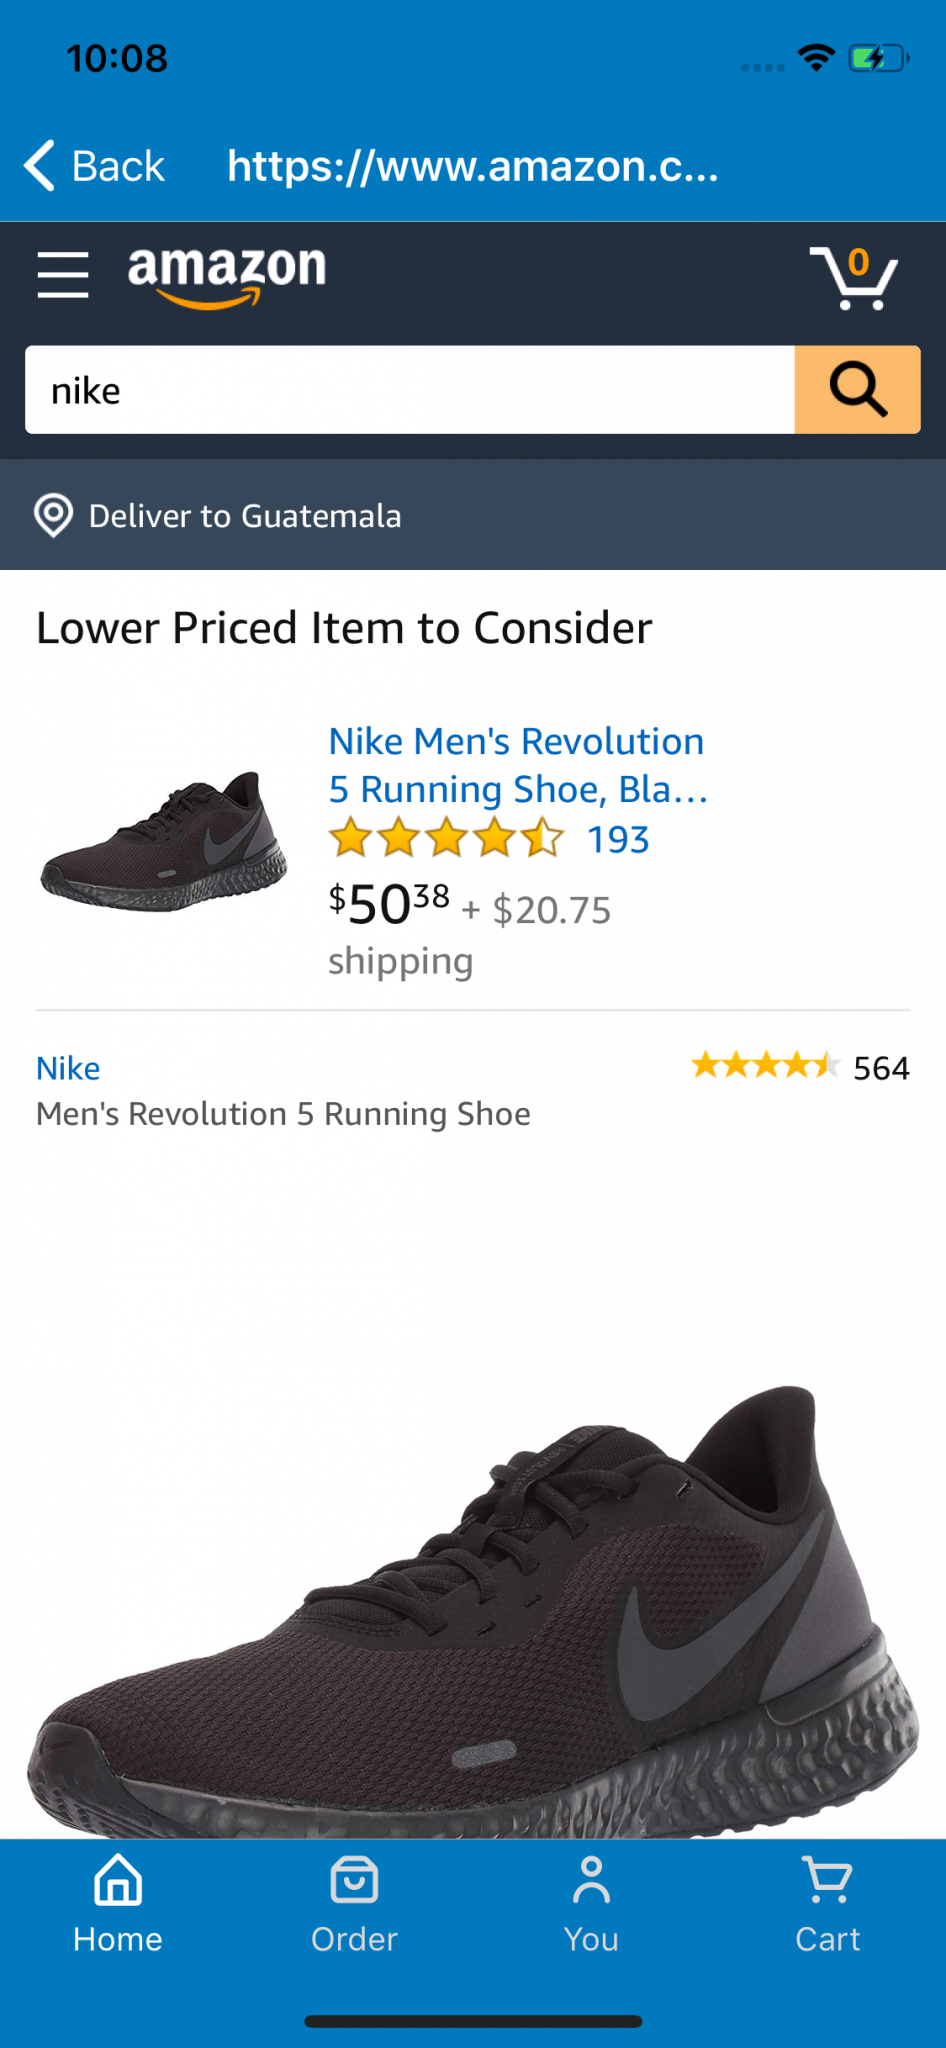 10:08
Back https://www.amazon.c...
amazon
0
nike
Deliver to Guatemala
Lower Priced Item to Consider
Nike Men's Revolution
5 Running Shoe, Bla...
193
$5038 + $20.75
shipping
Nike
564
Men's Revolution 5 Running Shoe
Home Order You Cart